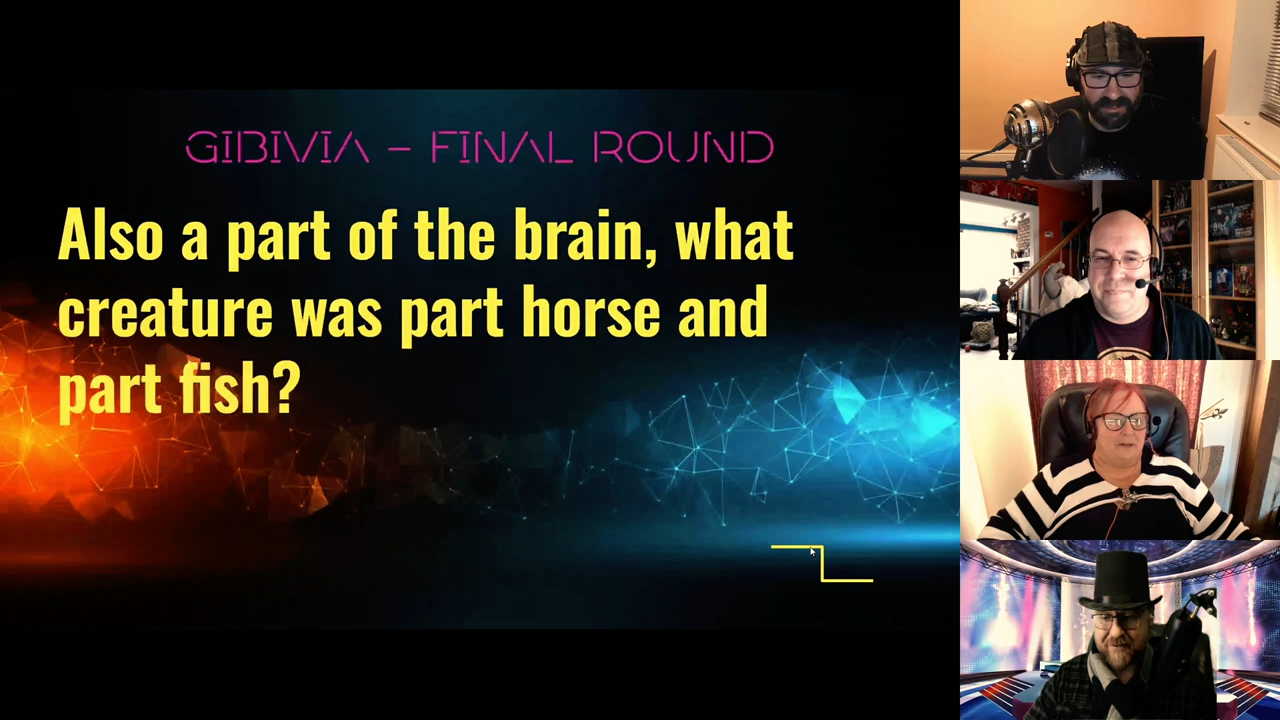 GIBIVIA – FINAL ROUND
Also a part of the brain, what
creature was part horse and
part fish?